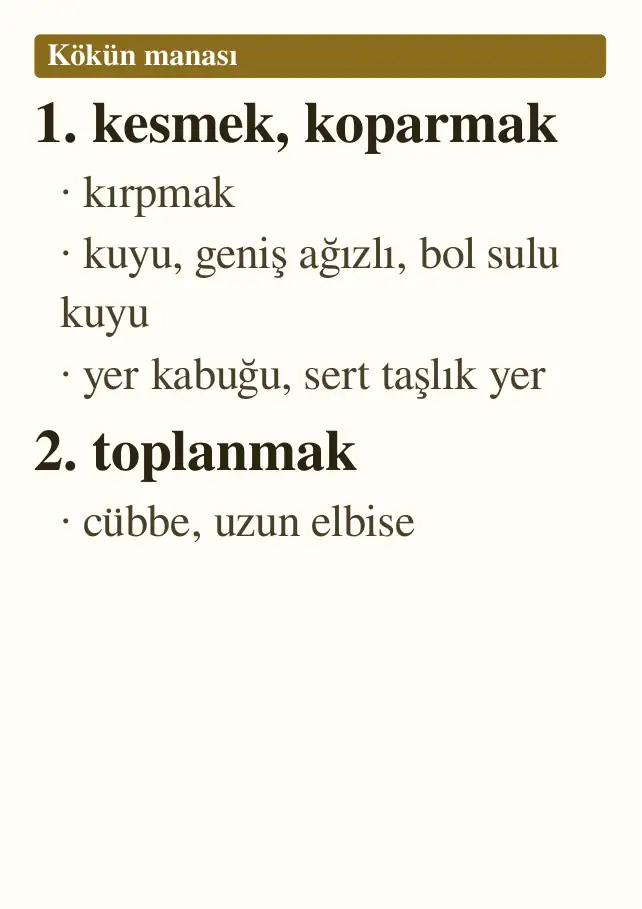 Kökün manası
1. kesmek, koparmak
· kırpmak
· kuyu, geniş ağızlı, bol sulu
kuyu
· yer kabuğu, sert taşlık yer
2. toplanmak
· cübbe, uzun elbise